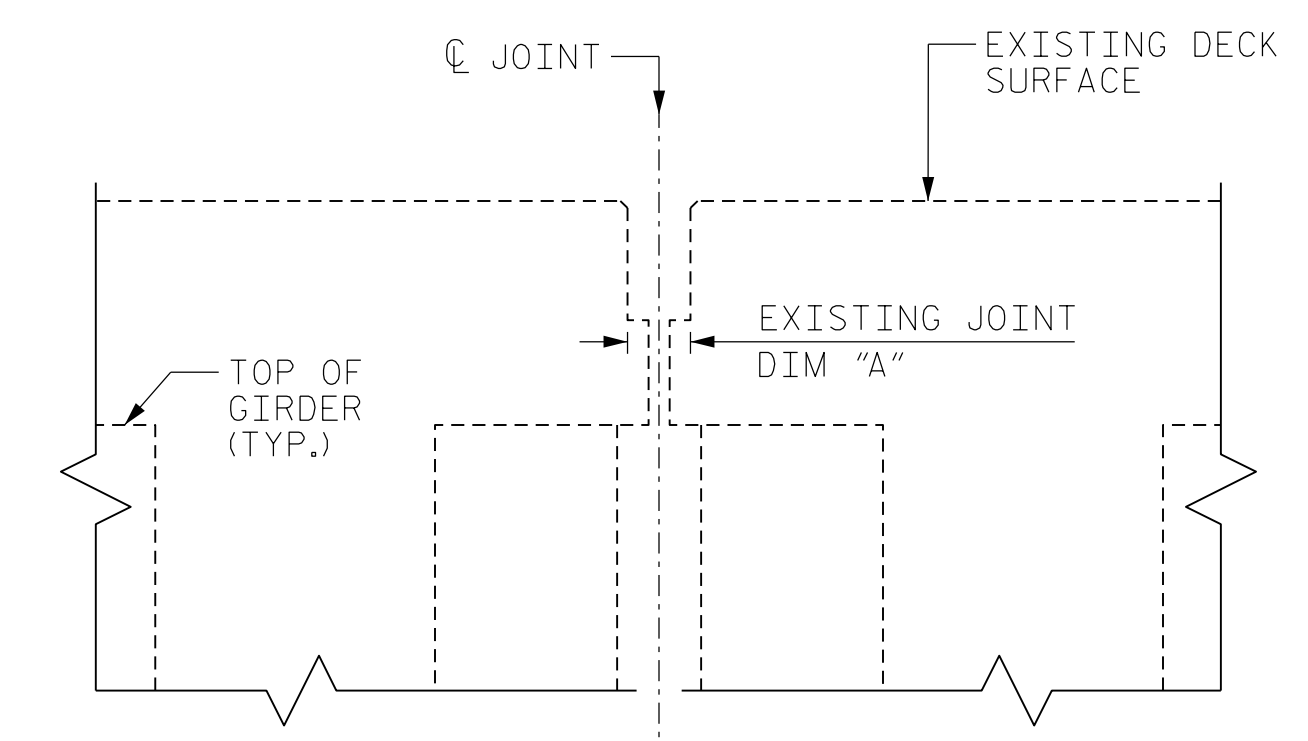 ℄ JOINT
EXISTING DECK
SURFACE
EXISTING JOINT
DIM "A"
TOP OF
GIRDER
(TYP.)